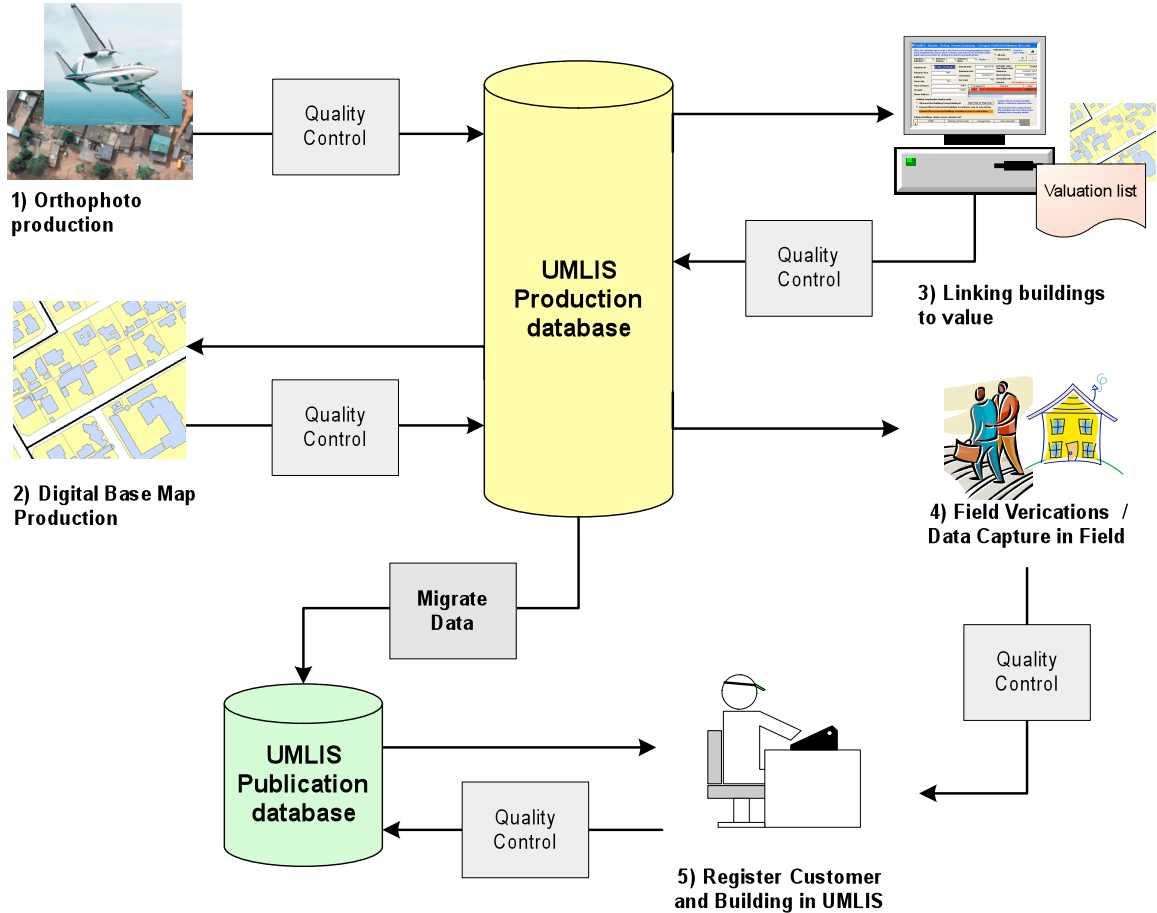 1) Orthophoto
production
Quality
Control
UMLIS
Production
database
Valuation list
Quality
Control
3) Linking buildings
to value
2) Digital Base Map
Production
Quality
Control
4) Field Verications /
Data Capture in Field
Migrate
Data
Quality
Control
UMLIS
Publication
database
Quality
Control
5) Register Customer
and Building in UMLIS